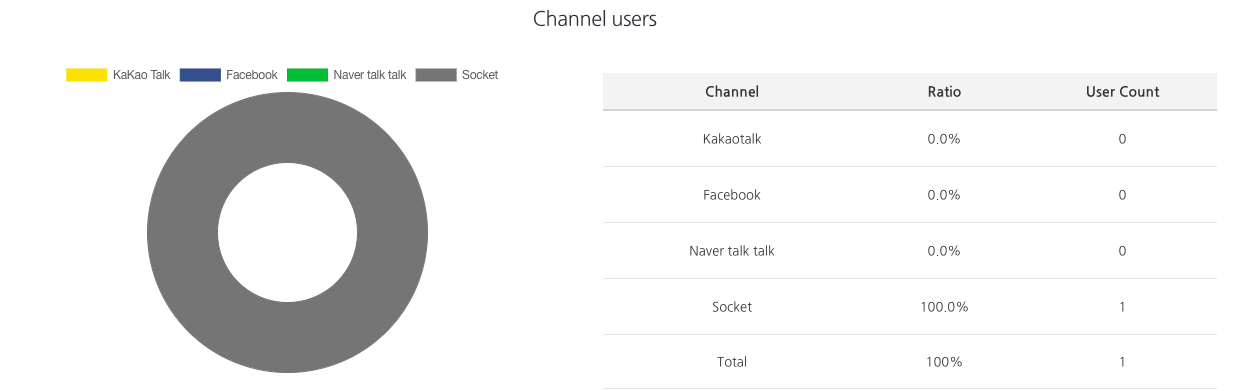 Channel users
KaKao Talk Facebook Naver talk talk Socket
Channel Ratio User Count
Kakaotalk 0.0% 0
Facebook 0.0% 0
Naver talk talk 0.0% 0
Socket 100.0% 1
Total 100% 1